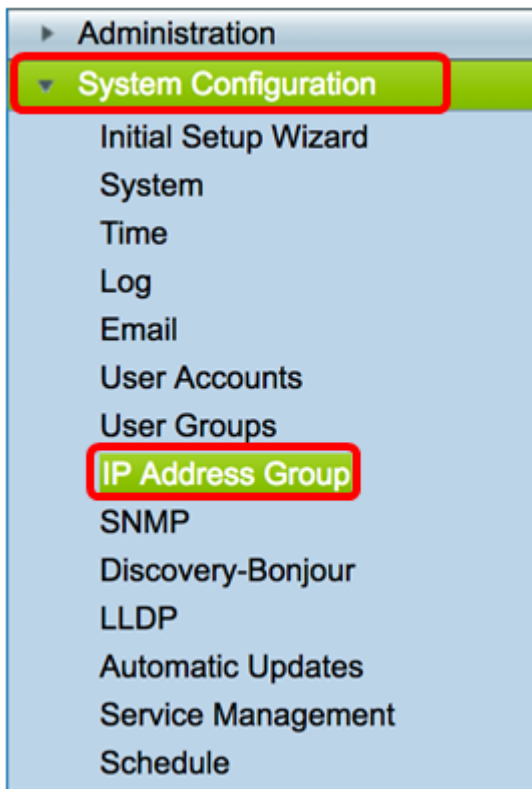 Administration
System Configuration
Initial Setup Wizard
System
Time
Log
Email
User Accounts
User Groups
IP Address Group
SNMP
Discovery-Bonjour
LLDP
Automatic Updates
Service Management
Schedule